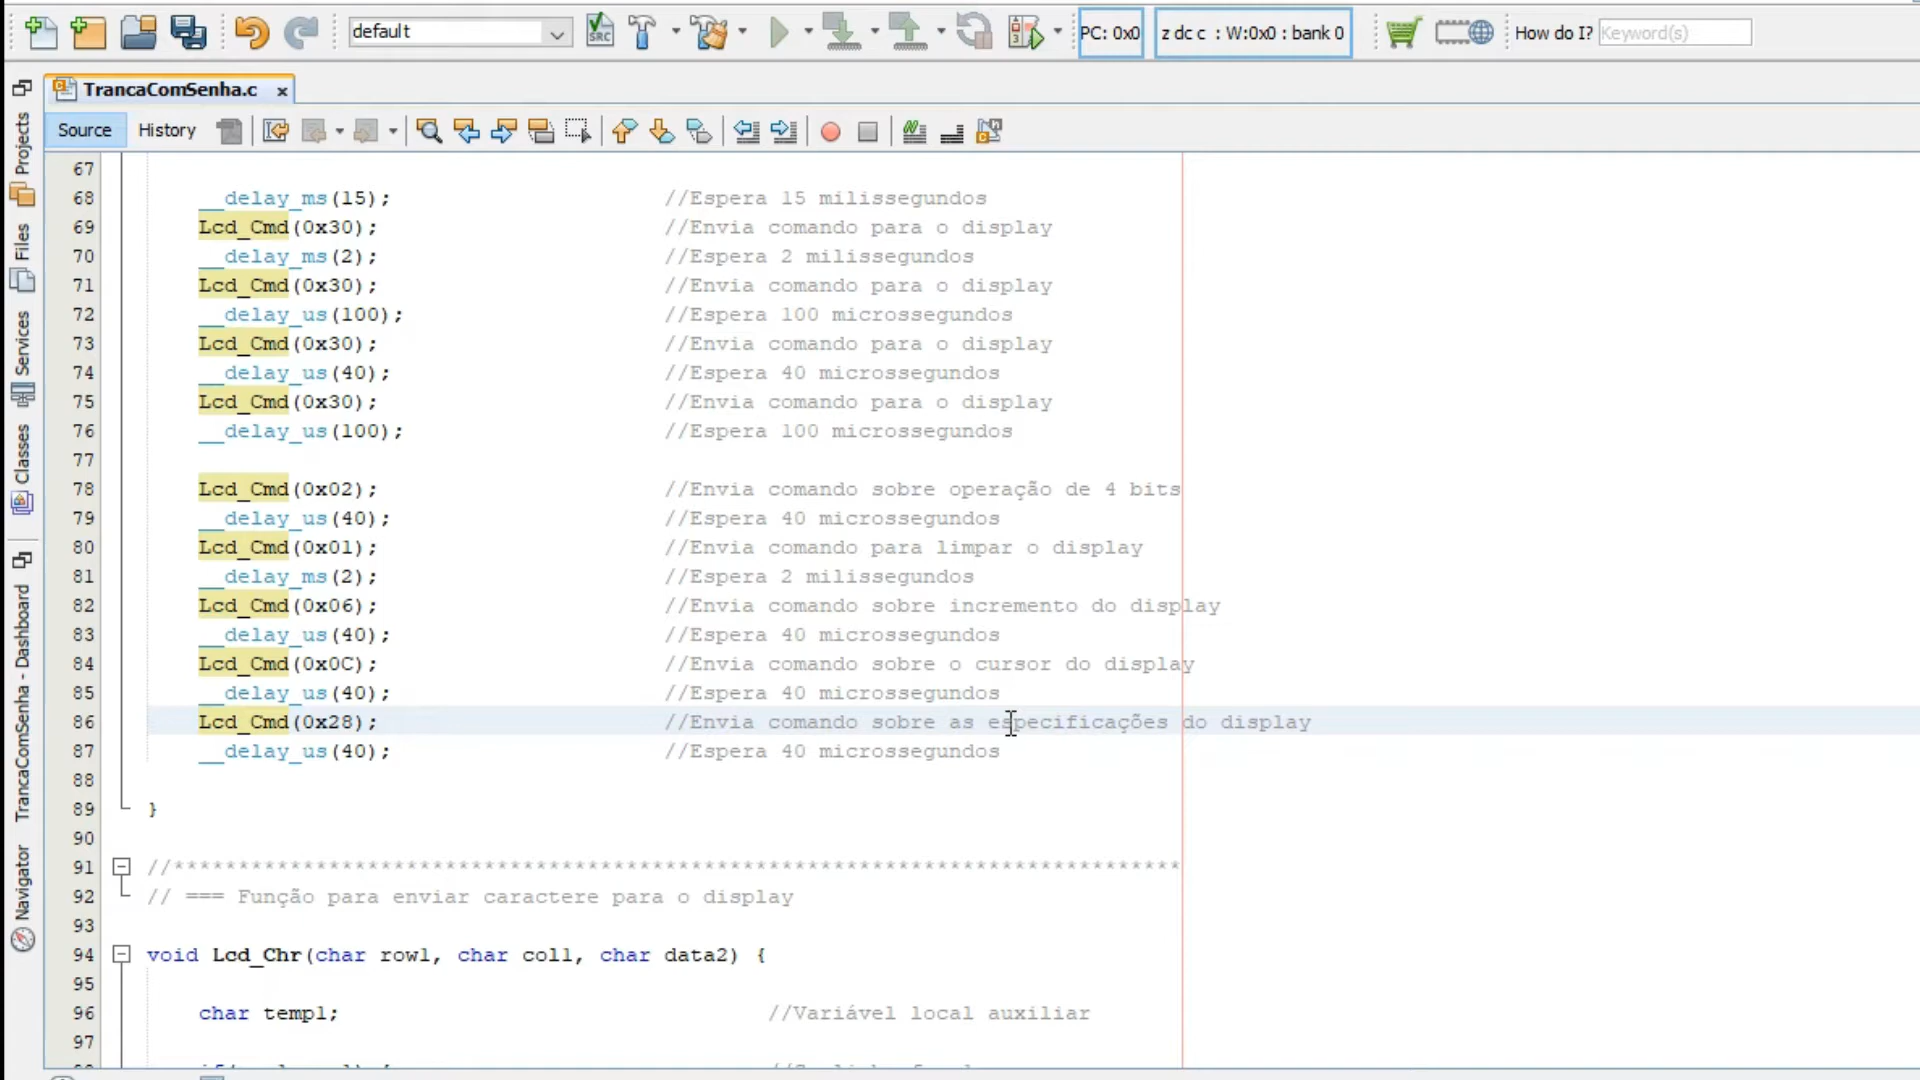 default
SRC
PC: 0x0
z dc c : W:0x0 : bank 0
How do I? Keyword(s)
TrancaComSenha.c x
Source History
Projects
Files
Services
Classes
TrancaComSenha - Dashboard
Navigator
67
68 __delay_ms(15); //Espera 15 milissegundos
69 Lcd_Cmd(0x30); //Envia comando para o display
70 __delay_ms(2); //Espera 2 milissegundos
71 Lcd_Cmd(0x30); //Envia comando para o display
72 __delay_us(100); //Espera 100 microssegundos
73 Lcd_Cmd(0x30); //Envia comando para o display
74 __delay_us(40); //Espera 40 microssegundos
75 Lcd_Cmd(0x30); //Envia comando para o display
76 __delay_us(100); //Espera 100 microssegundos
77
78 Lcd_Cmd(0x02); //Envia comando sobre operação de 4 bits
79 __delay_us(40); //Espera 40 microssegundos
80 Lcd_Cmd(0x01); //Envia comando para limpar o display
81 __delay_ms(2); //Espera 2 milissegundos
82 Lcd_Cmd(0x06); //Envia comando sobre incremento do display
83 __delay_us(40); //Espera 40 microssegundos
84 Lcd_Cmd(0x0C); //Envia comando sobre o cursor do display
85 __delay_us(40); //Espera 40 microssegundos
86 Lcd_Cmd(0x28); //Envia comando sobre as especificações do display
87 __delay_us(40); //Espera 40 microssegundos
88
89 }
90
91 //******************************************************************************
92 // === Função para enviar caractere para o display
93
94 void Lcd_Chr(char row1, char col1, char data2) {
95
96 char temp1; //Variável local auxiliar
97